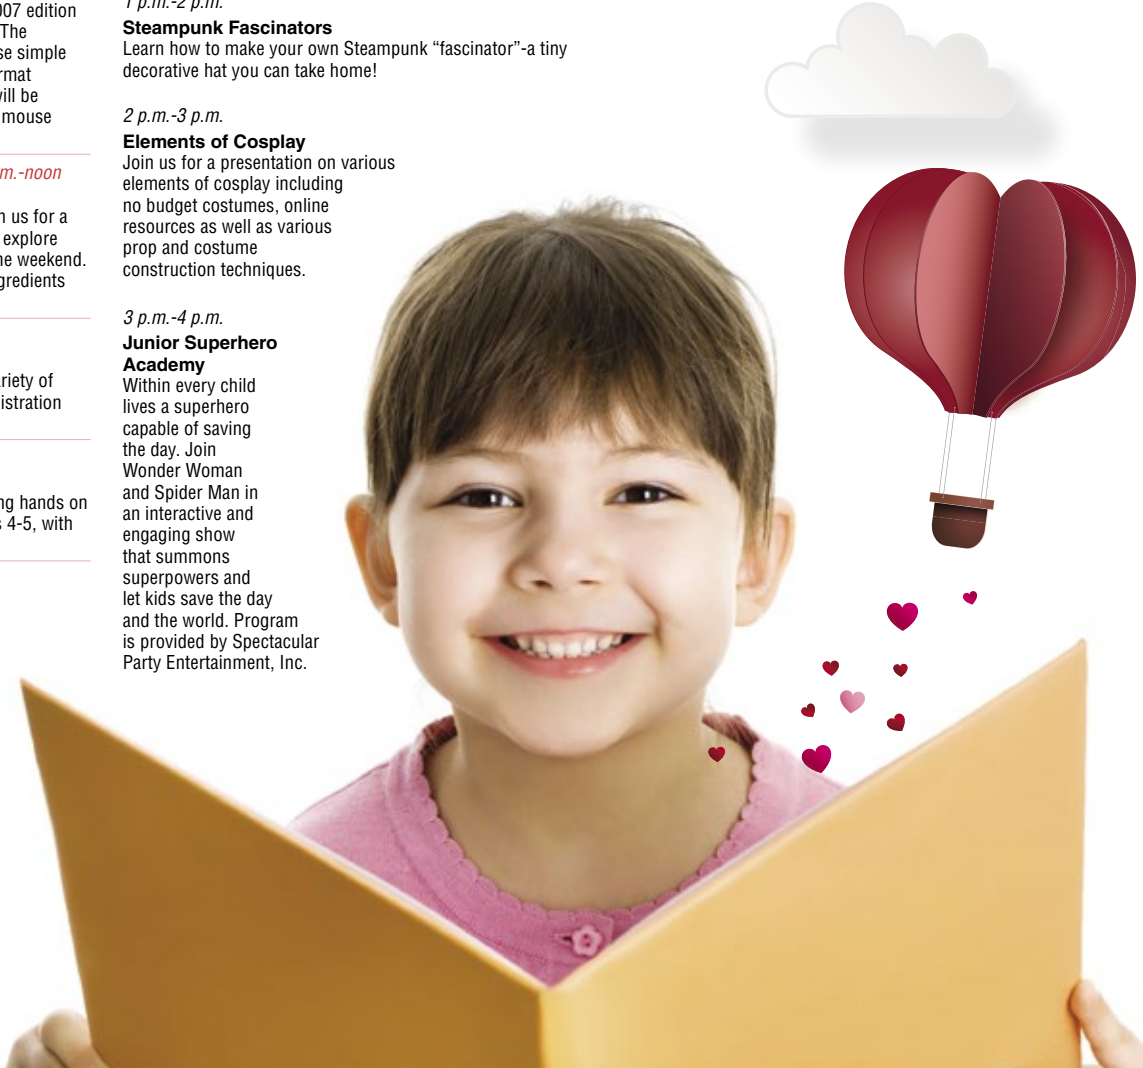 007 edition
The
se simple
rmat
will be
mouse
m.-noon
n us for a
explore
he weekend.
gredients
riety of
istration
ng hands on
s 4-5, with
1 p.m.-2 p.m.
Steampunk Fascinators
Learn how to make your own Steampunk “fascinator”-a tiny
decorative hat you can take home!
2 p.m.-3 p.m.
Elements of Cosplay
Join us for a presentation on various
elements of cosplay including
no budget costumes, online
resources as well as various
prop and costume
construction techniques.
3 p.m.-4 p.m.
Junior Superhero
Academy
Within every child
lives a superhero
capable of saving
the day. Join
Wonder Woman
and Spider Man in
an interactive and
engaging show
that summons
superpowers and
let kids save the day
and the world. Program
is provided by Spectacular
Party Entertainment, Inc.